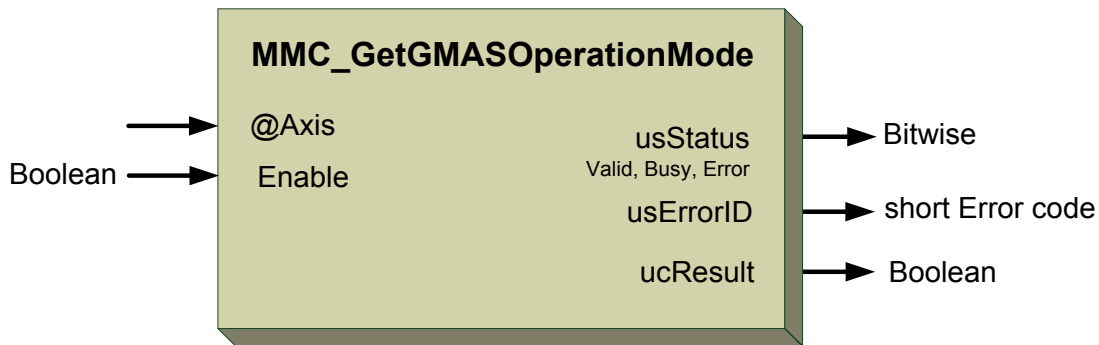 MMC_GetGMASOperationMode
@Axis
Boolean
Enable
usStatus
Valid, Busy, Error
Bitwise
usErrorID
short Error code
ucResult
Boolean